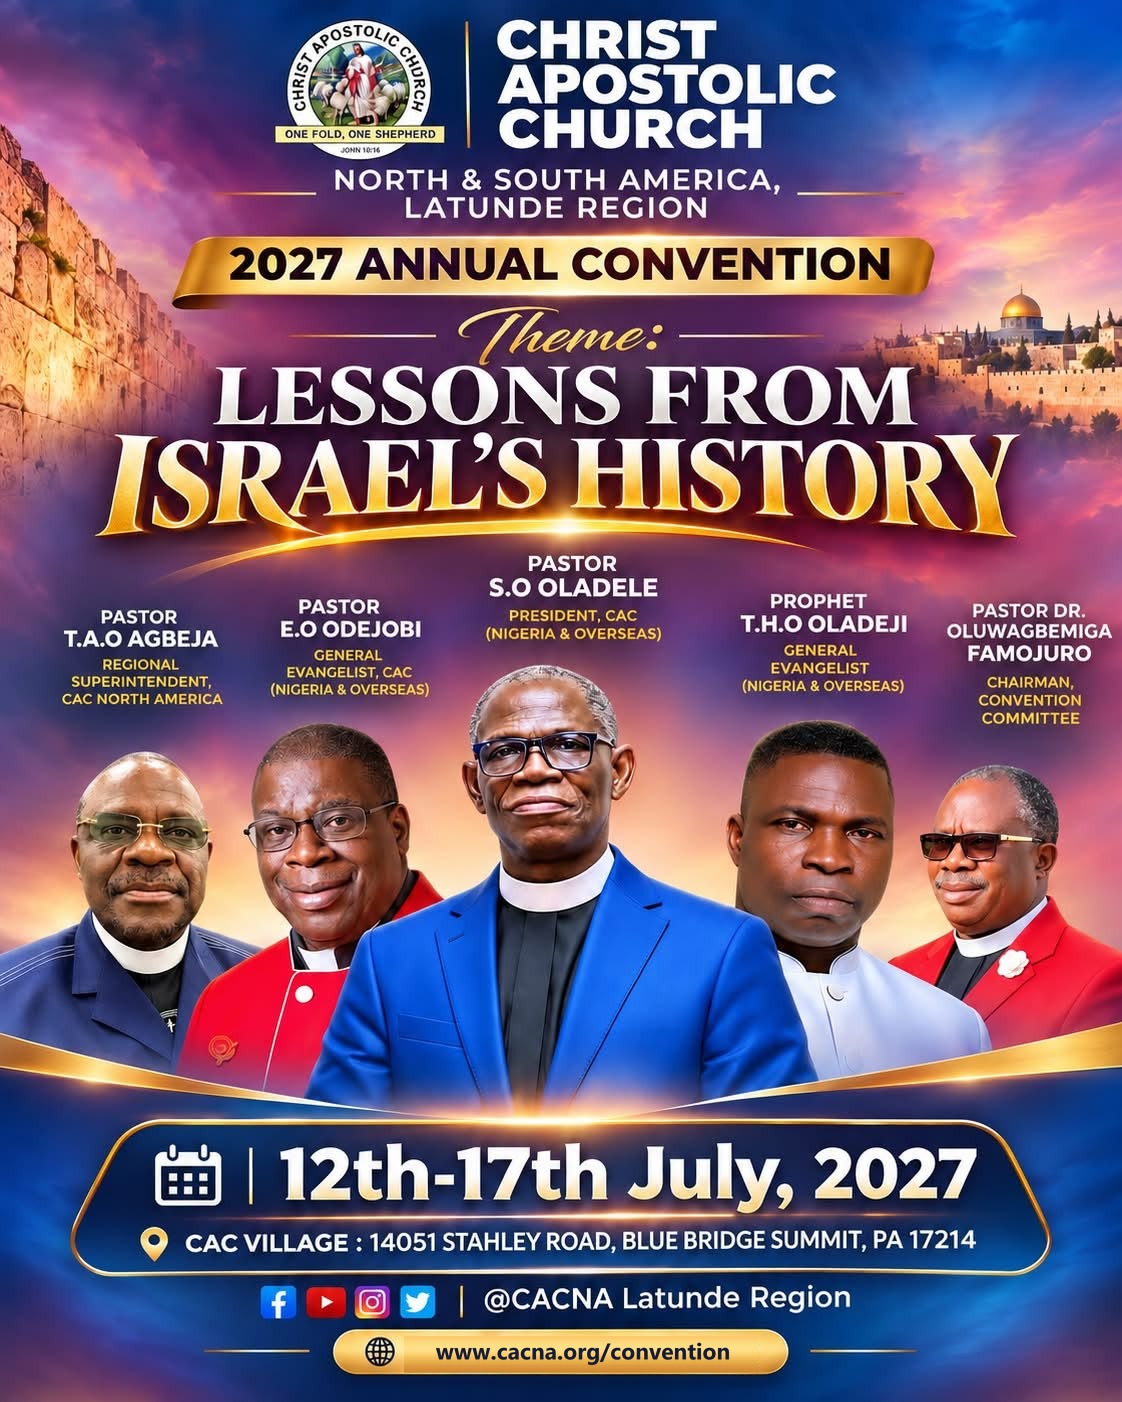 CHRIST APOSTOLIC CHURCH
ONE FOLD, ONE SHEPHERD
JOHN 10:16
CHRIST
APOSTOLIC
CHURCH
NORTH & SOUTH AMERICA,
LATUNDE REGION
2027 ANNUAL CONVENTION
Theme:
LESSONS FROM
ISRAEL'S HISTORY
PASTOR
T.A.O AGBEJA
REGIONAL
SUPERINTENDENT,
CAC NORTH AMERICA
PASTOR
E.O ODEJOBI
GENERAL
EVANGELIST, CAC
(NIGERIA & OVERSEAS)
PASTOR
S.O OLADELE
PRESIDENT, CAC
(NIGERIA & OVERSEAS)
PROPHET
T.H.O OLADEJI
GENERAL
EVANGELIST
(NIGERIA & OVERSEAS)
PASTOR DR.
OLUWAGBEMIGA
FAMOJURO
CHAIRMAN,
CONVENTION
COMMITTEE
12th-17th July, 2027
CAC VILLAGE : 14051 STAHLEY ROAD, BLUE BRIDGE SUMMIT, PA 17214
@CACNA Latunde Region
www.cacna.org/convention